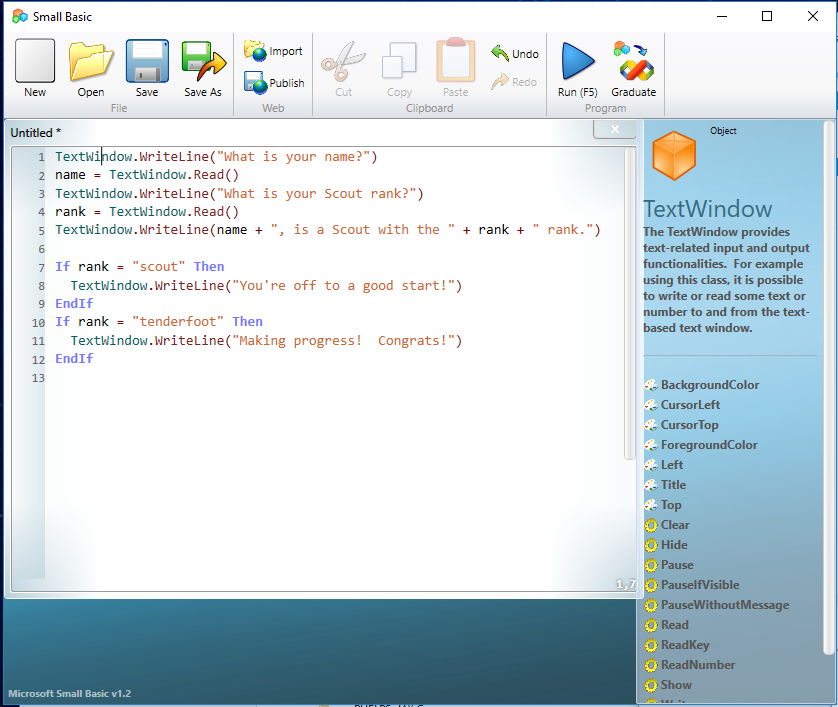 Small Basic
New
Open
Save
Save As
File
Import
Publish
Web
Cut
Copy
Paste
Undo
Redo
Clipboard
Run (F5)
Graduate
Program
Untitled *
X
1 TextWindow.WriteLine("What is your name?")
2 name = TextWindow.Read()
3 TextWindow.WriteLine("What is your Scout rank?")
4 rank = TextWindow.Read()
5 TextWindow.WriteLine(name + ", is a Scout with the " + rank + " rank.")
6
7 If rank = "scout" Then
8   TextWindow.WriteLine("You're off to a good start!")
9 EndIf
10 If rank = "tenderfoot" Then
11   TextWindow.WriteLine("Making progress!  Congrats!")
12 EndIf
13
1,7
Object
TextWindow
The TextWindow provides
text-related input and output
functionalities.  For example
using this class, it is possible
to write or read some text or
number to and from the text-
based text window.
BackgroundColor
CursorLeft
CursorTop
ForegroundColor
Left
Title
Top
Clear
Hide
Pause
PauseIfVisible
PauseWithoutMessage
Read
ReadKey
ReadNumber
Show
Microsoft Small Basic v1.2